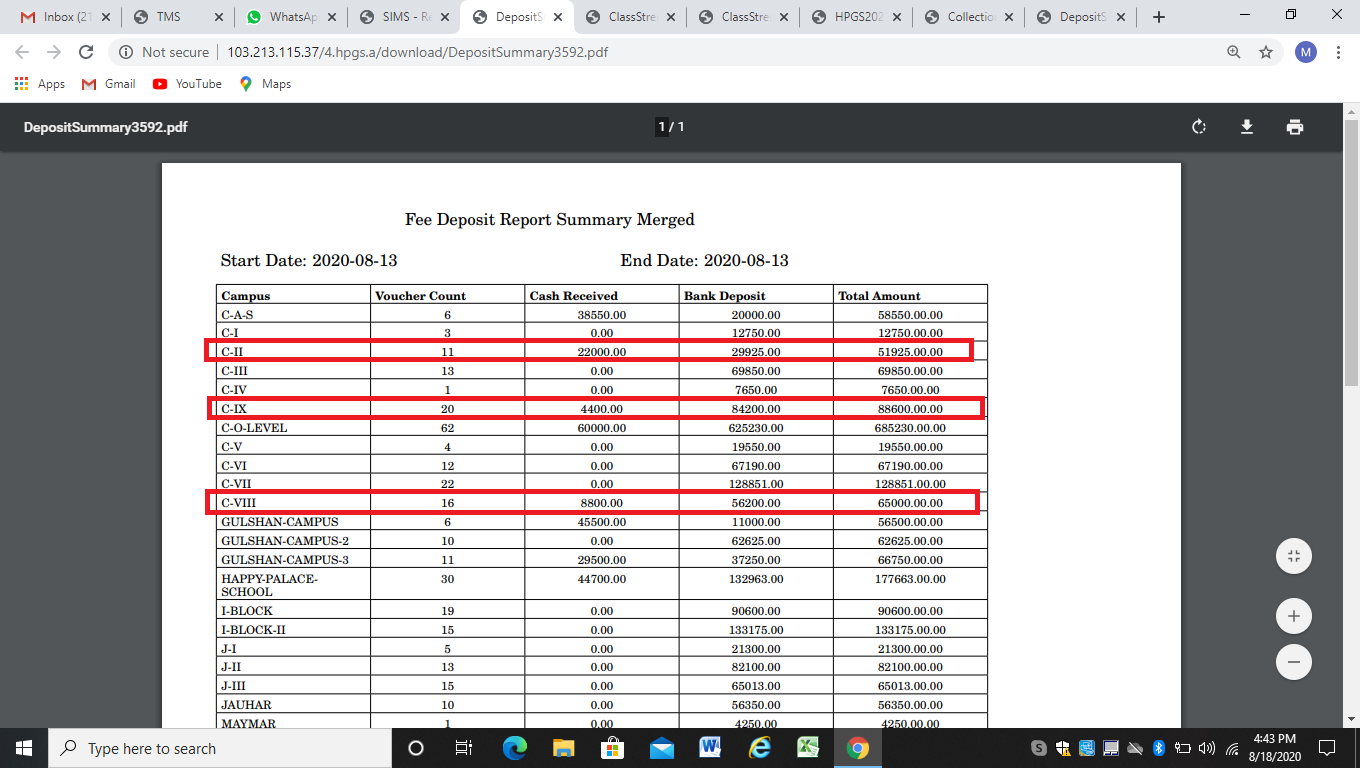 Inbox (21
TMS
WhatsAp
SIMS - Re
DepositS
ClassStre
ClassStre
HPGS202
Collectio
DepositS
Not secure
103.213.115.37/4.hpgs.a/download/DepositSummary3592.pdf
M
Apps
Gmail
YouTube
Maps
DepositSummary3592.pdf
1 / 1
Fee Deposit Report Summary Merged
Start Date: 2020-08-13 End Date: 2020-08-13
Campus Voucher Count Cash Received Bank Deposit Total Amount
C-A-S 6 38550.00 20000.00 58550.00.00
C-I 3 0.00 12750.00 12750.00.00
C-II 11 22000.00 29925.00 51925.00.00
C-III 13 0.00 69850.00 69850.00.00
C-IV 1 0.00 7650.00 7650.00.00
C-IX 20 4400.00 84200.00 88600.00.00
C-O-LEVEL 62 60000.00 625230.00 685230.00.00
C-V 4 0.00 19550.00 19550.00.00
C-VI 12 0.00 67190.00 67190.00.00
C-VII 22 0.00 128851.00 128851.00.00
C-VIII 16 8800.00 56200.00 65000.00.00
GULSHAN-CAMPUS 6 45500.00 11000.00 56500.00.00
GULSHAN-CAMPUS-2 10 0.00 62625.00 62625.00.00
GULSHAN-CAMPUS-3 11 29500.00 37250.00 66750.00.00
HAPPY-PALACE- 30 44700.00 132963.00 177663.00.00
SCHOOL
I-BLOCK 19 0.00 90600.00 90600.00.00
I-BLOCK-II 15 0.00 133175.00 133175.00.00
J-I 5 0.00 21300.00 21300.00.00
J-II 13 0.00 82100.00 82100.00.00
J-III 15 0.00 65013.00 65013.00.00
JAUHAR 10 0.00 56350.00 56350.00.00
MAYMAR 1 0.00 4250.00 4250.00.00
Type here to search
4:43 PM
8/18/2020